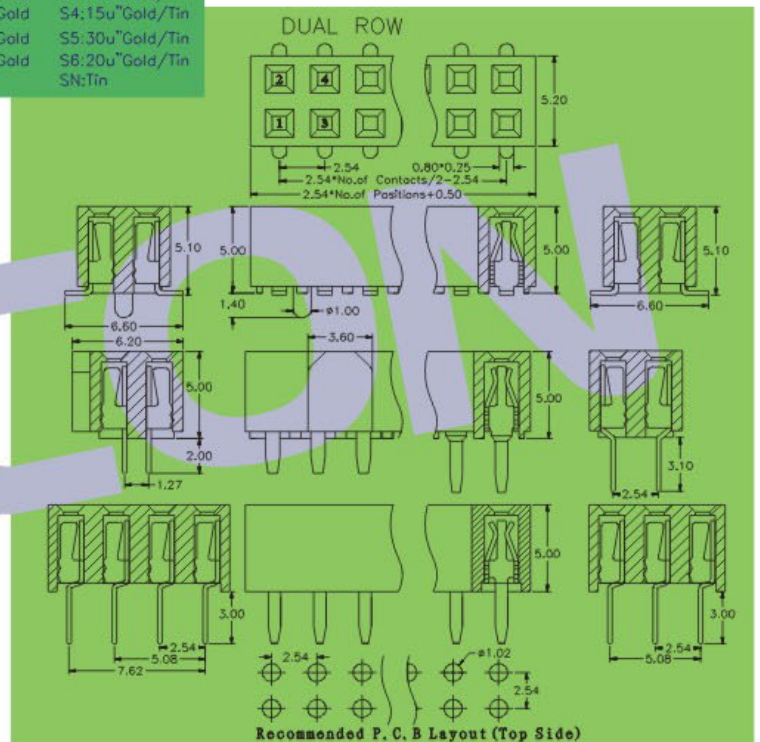 Gold S4:15u"Gold/Tin
Gold S5:30u"Gold/Tin
Gold S6:20u"Gold/Tin
SN:Tin
DUAL ROW
2 4
1 3
5.20
2.54 0.80*0.25
2.54*No.of Contacts/2-2.54
2.54*No.of Positions+0.50
5.10 5.00 5.00 5.10
1.40
ø1.00
6.60 6.60
6.20 3.60
5.00 5.00
2.00 3.10
1.27 2.54
5.00
3.00 3.00
2.54 2.54
5.08 5.08
7.62
2.54 ø1.02
2.54
Recommended P.C.B Layout(Top Side)